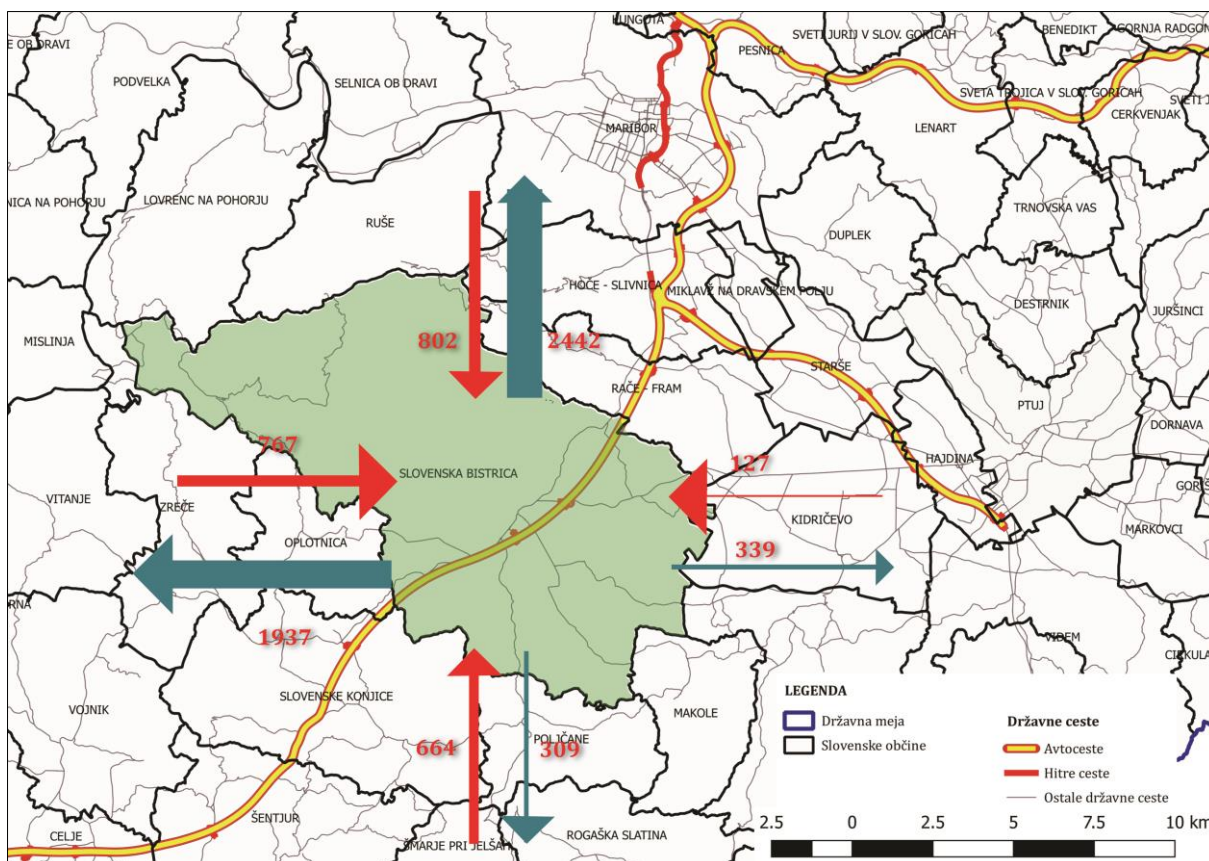 KUNGOTA
PESNICA
SVETI JURIJ V SLOV. GORICAH
BENEDIKT
GORNJA RADGON
E OB DRAVI
PODVELKA
SELNICA OB DRAVI
SVETA TROJICA V SLOV. GORICAH
SVETI J
CERKVENJAK
MARIBOR
LENART
NICA NA POHORJU
LOVRENC NA POHORJU
RUŠE
TRNOVSKA VAS
DUPLEK
HOČE - SLIVNICA
MIKLAVŽ NA DRAVSKEM POLJU
DESTRNIK
JURŠINCI
MISLINJA
802
2442
STARŠE
RAČE - FRAM
PTUJ
DORNAVA
767
127
HAJDINA
SLOVENSKA BISTRICA
VITANJE
ZREČE
KIDRIČEVO
GORIŠ
MARKOVCI
OPLOTNICA
339
1937
VIDEM
SLOVENSKE KONJICE
VOJNIK
MAKOLE
664
POLJČANE
309
ŠENTJUR
CELJE
ŠMARJE PRI JELŠAH
ROGAŠKA SLATINA
LEGENDA
Državna meja
Slovenske občine
Državne ceste
Avtoceste
Hitre ceste
Ostale državne ceste
2.5 0 2.5 5 7.5 10 km